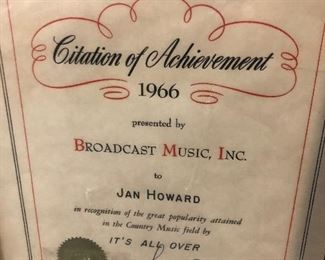 Citation of Achievement
1966
presented by
BROADCAST MUSIC, INC.
to
JAN HOWARD
in recognition of the great popularity attained
in the Country Music field by
IT'S ALL OVER